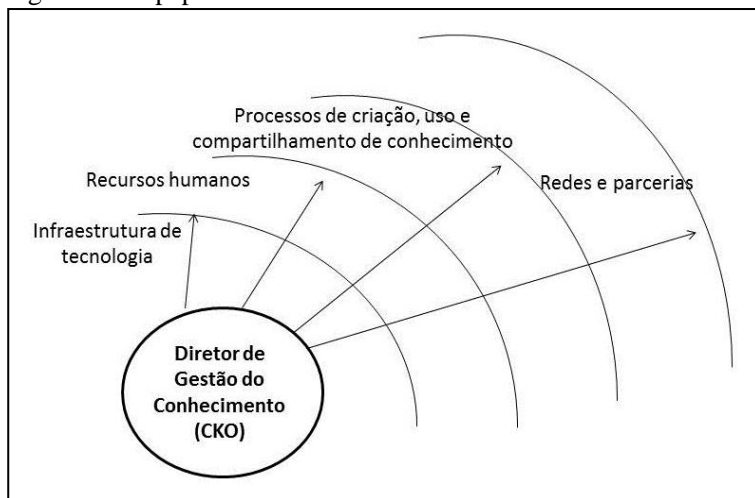 Processos de criação, uso e
compartilhamento de conhecimento
Recursos humanos
Redes e parcerias
Infraestrutura de
tecnologia
Diretor de
Gestão do
Conhecimento
(CKO)